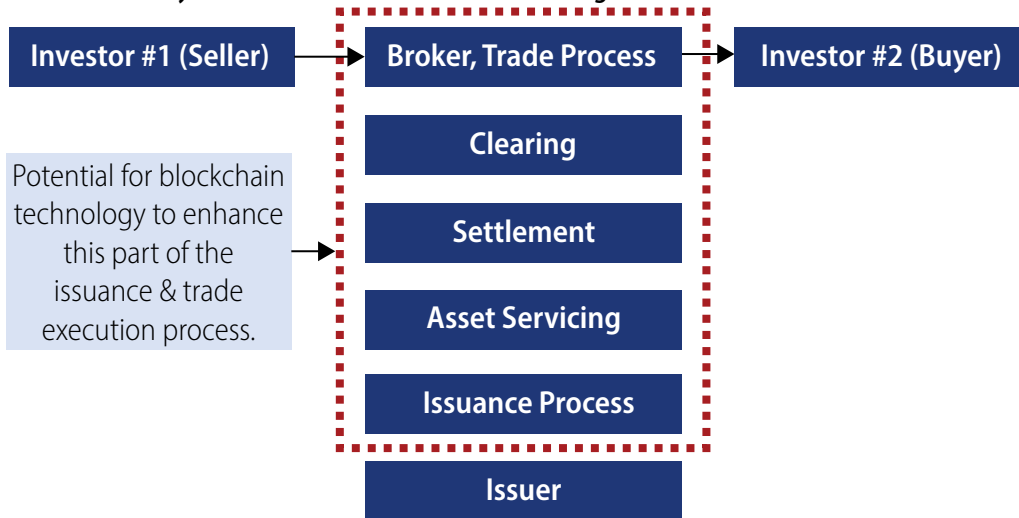 Investor #1 (Seller)
Broker, Trade Process
Investor #2 (Buyer)
Clearing
Potential for blockchain
technology to enhance
this part of the
issuance & trade
execution process.
Settlement
Asset Servicing
Issuance Process
Issuer